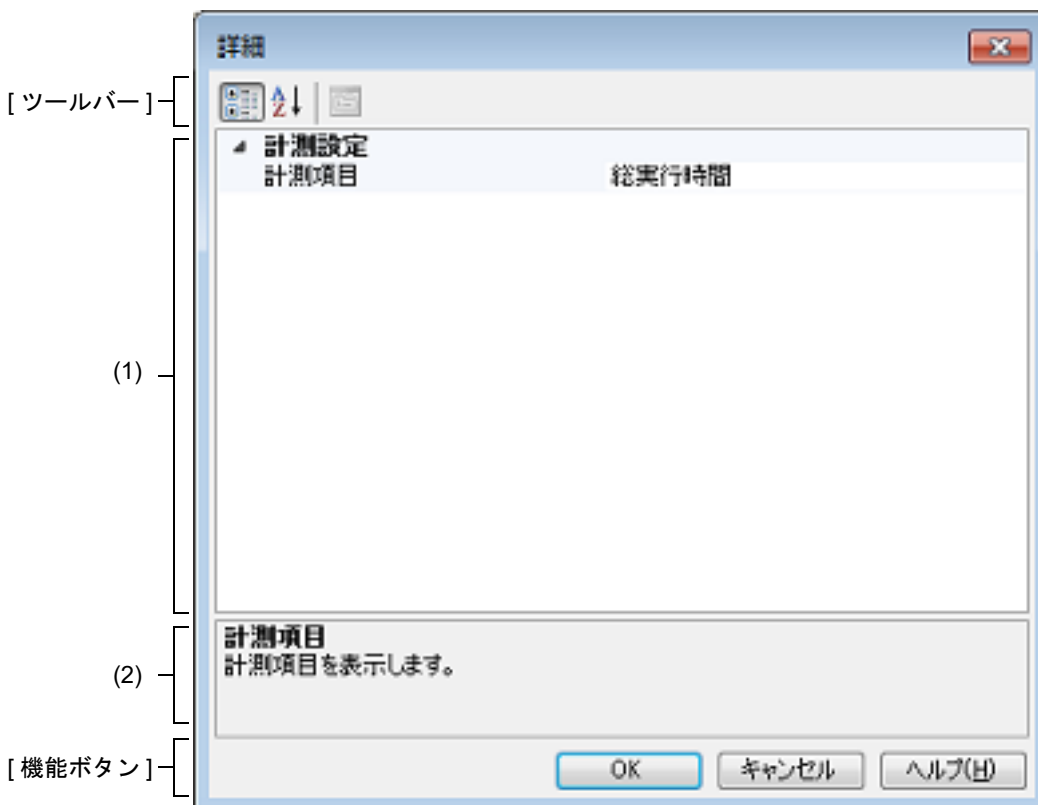 詳細
[ ツールバー ]
計測設定
計測項目 総実行時間
(1)
計測項目
計測項目を表示します。
(2)
[ 機能ボタン ]
OK キャンセル ヘルプ(H)